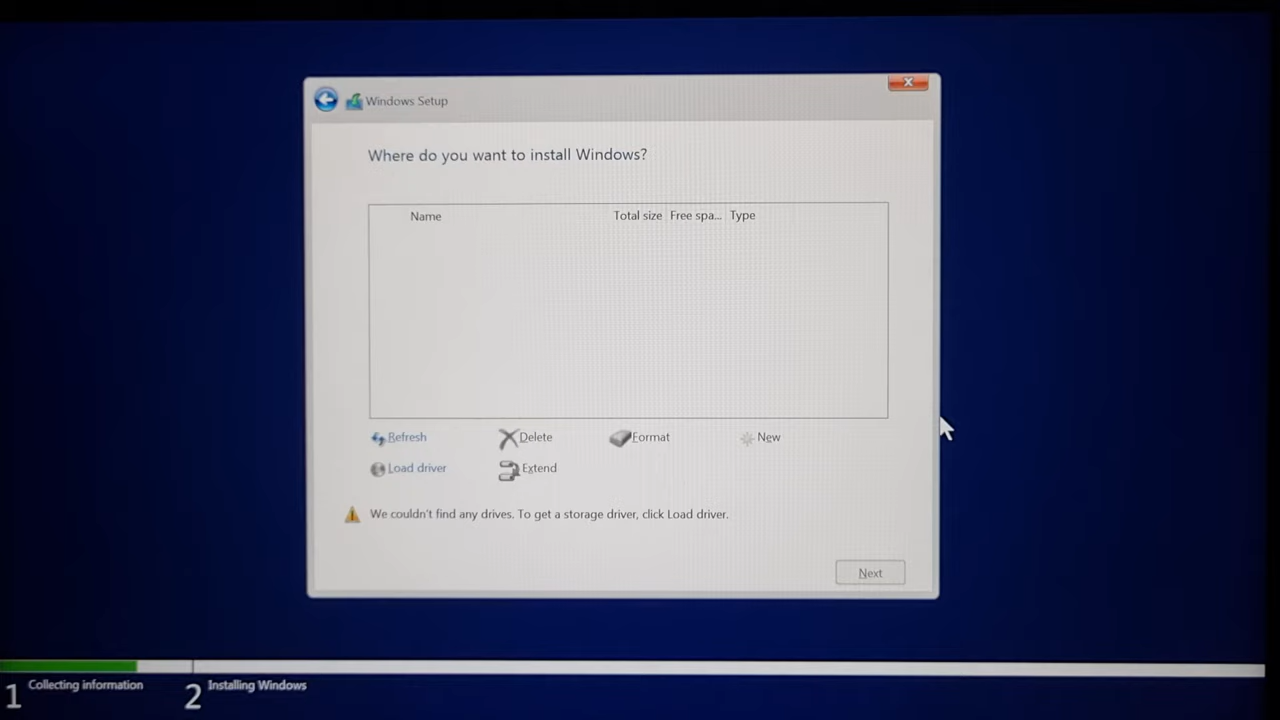 Windows Setup
Where do you want to install Windows?
Name Total size Free spa... Type
Refresh Delete Format New
Load driver Extend
We couldn't find any drives. To get a storage driver, click Load driver.
Next
1 Collecting information 2 Installing Windows